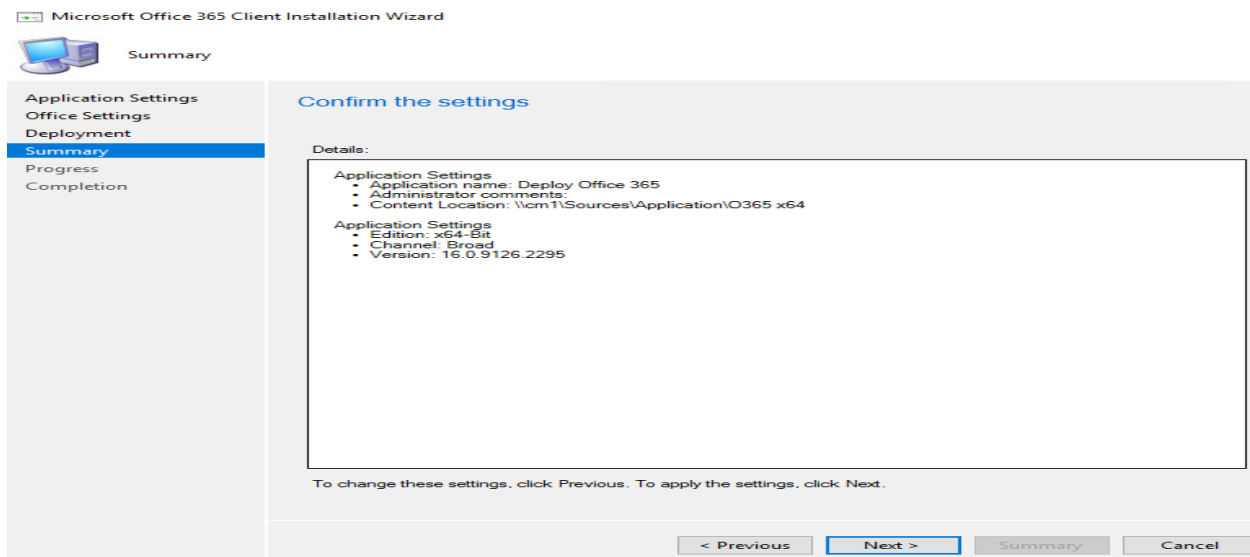 Microsoft Office 365 Client Installation Wizard
Summary
Application Settings
Office Settings
Deployment
Summary
Progress
Completion
Confirm the settings
Details:
Application Settings
• Application name: Deploy Office 365
• Administrator comments:
• Content Location: \\cm1\Sources\Application\O365 x64
Application Settings
• Edition: x64-Bit
• Channel: Broad
• Version: 16.0.9126.2295
To change these settings, click Previous. To apply the settings, click Next.
< Previous Next > Summary Cancel